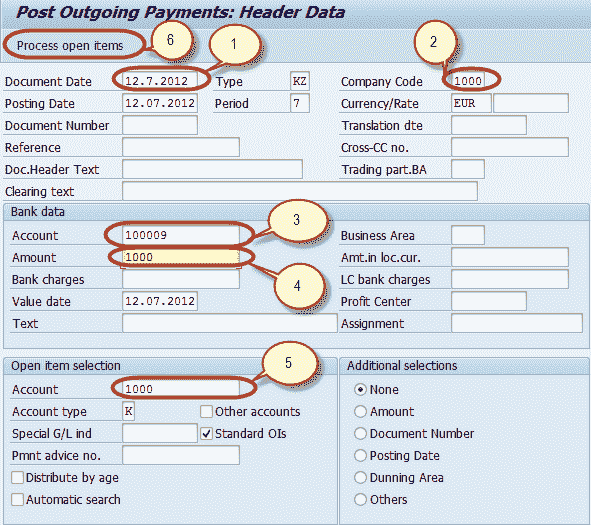 Post Outgoing Payments: Header Data
Process open items 6 1 2
Document Date 12.7.2012 Type KZ Company Code 1000
Posting Date 12.07.2012 Period 7 Currency/Rate EUR
Document Number Translation dte
Reference Cross-CC no.
Doc.Header Text Trading part.BA
Clearing text
Bank data
3
Account 100009 Business Area
Amount 1000 Amt.in loc.cur.
Bank charges 4 LC bank charges
Value date 12.07.2012 Profit Center
Text Assignment
5
Open item selection Additional selections
Account 1000 None
Account type K Other accounts Amount
Special G/L ind Standard OIs Document Number
Pmnt advice no. Posting Date
Distribute by age Dunning Area
Automatic search Others